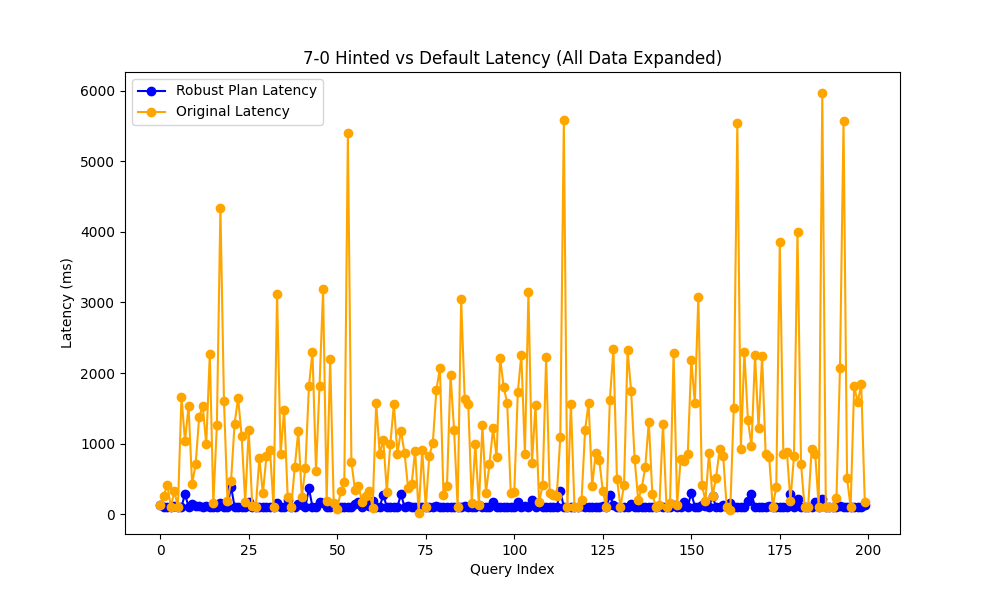 7-0 Hinted vs Default Latency (All Data Expanded)
Robust Plan Latency
Original Latency
Latency (ms)
6000
5000
4000
3000
2000
1000
0
0 25 50 75 100 125 150 175 200
Query Index